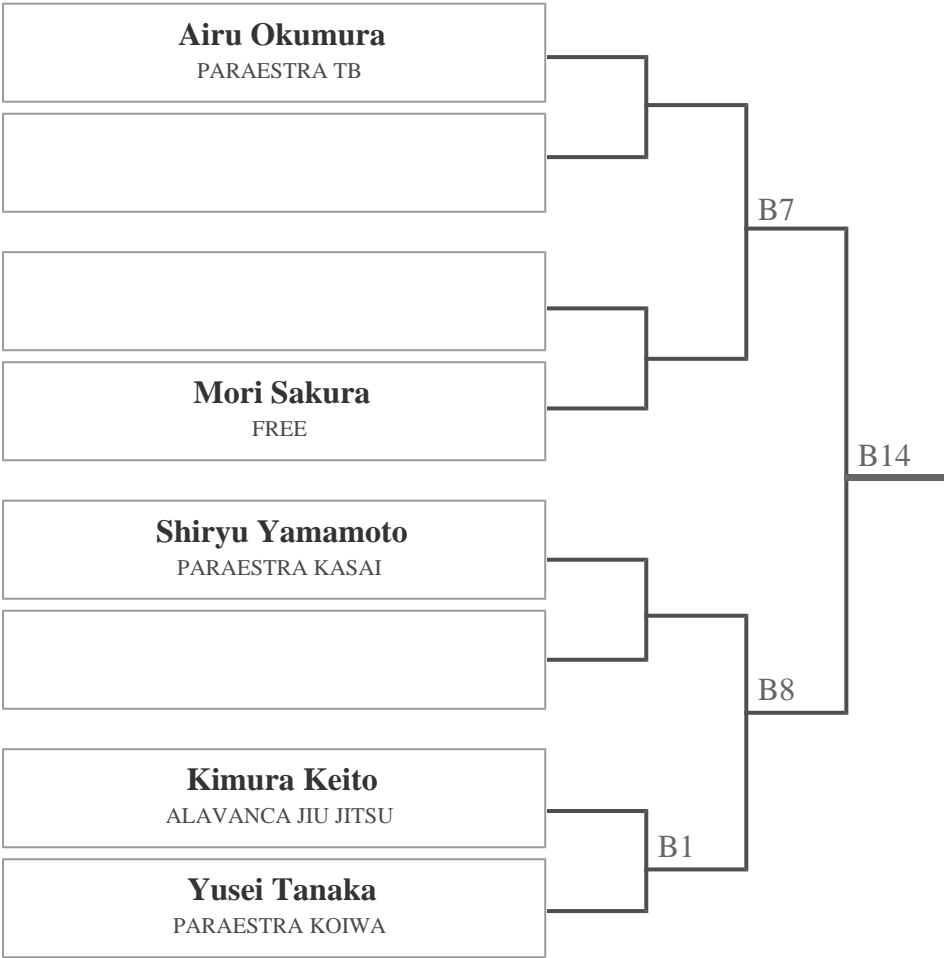 Airu Okumura
PARAESTRA TB
B7
Mori Sakura
FREE
B14
Shiryu Yamamoto
PARAESTRA KASAI
B8
Kimura Keito
ALAVANCA JIU JITSU
B1
Yusei Tanaka
PARAESTRA KOIWA